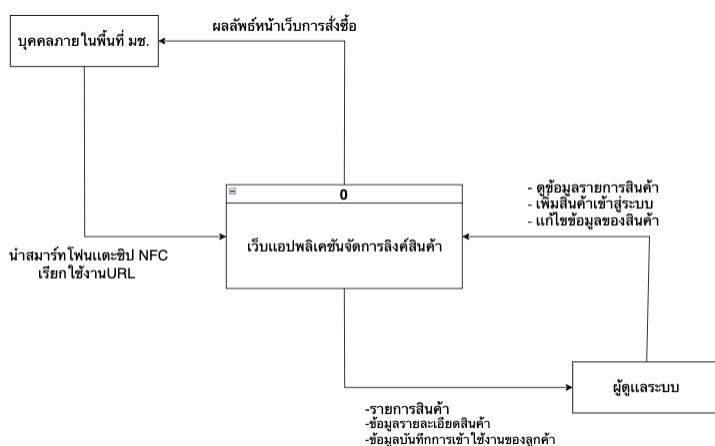 ผลลัพธ์หน้าเว็บการสั่งซื้อ
บุคคลภายในพื้นที่ มช.
0
- ดูข้อมูลรายการสินค้า
- เพิ่มสินค้าเข้าสู่ระบบ
- แก้ไขข้อมูลของสินค้า
เว็บแอปพลิเคชันจัดการลิงค์สินค้า
นำสมาร์ทโฟนแตะชิป NFC
เรียกใช้งานURL
ผู้ดูแลระบบ
-รายการสินค้า
-ข้อมูลรายละเอียดสินค้า
-ข้อมูลบันทึกการเข้าใช้งานของลูกค้า